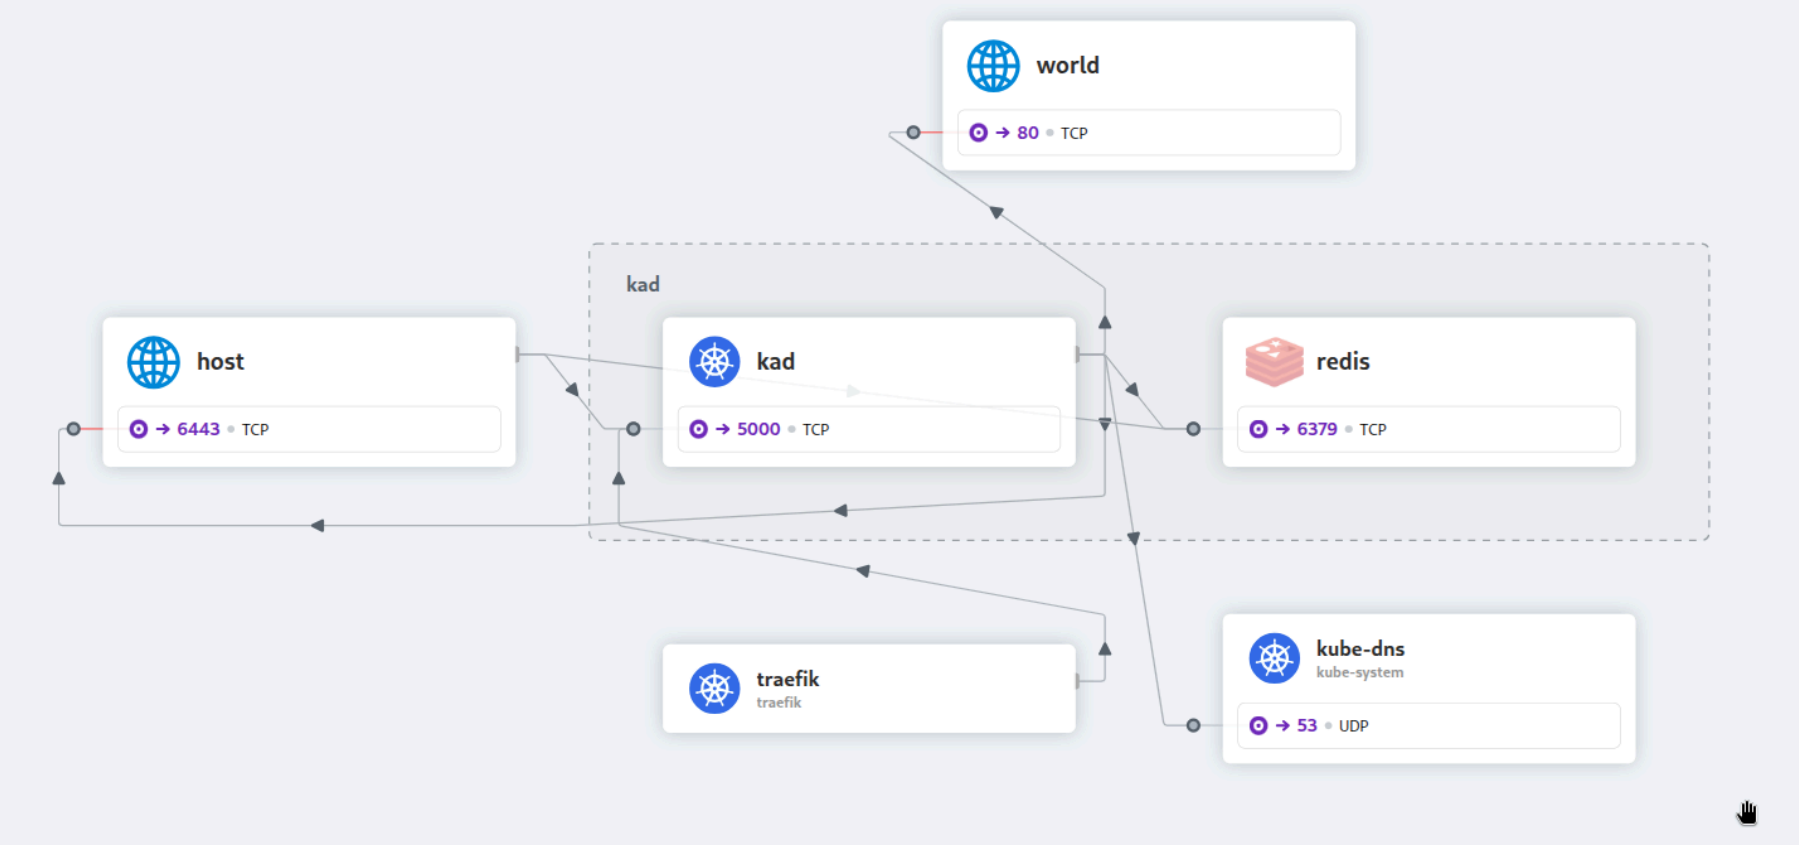 world
→ 80 • TCP
kad
host
→ 6443 • TCP
kad
→ 5000 • TCP
redis
→ 6379 • TCP
traefik
traefik
kube-dns
kube-system
→ 53 • UDP